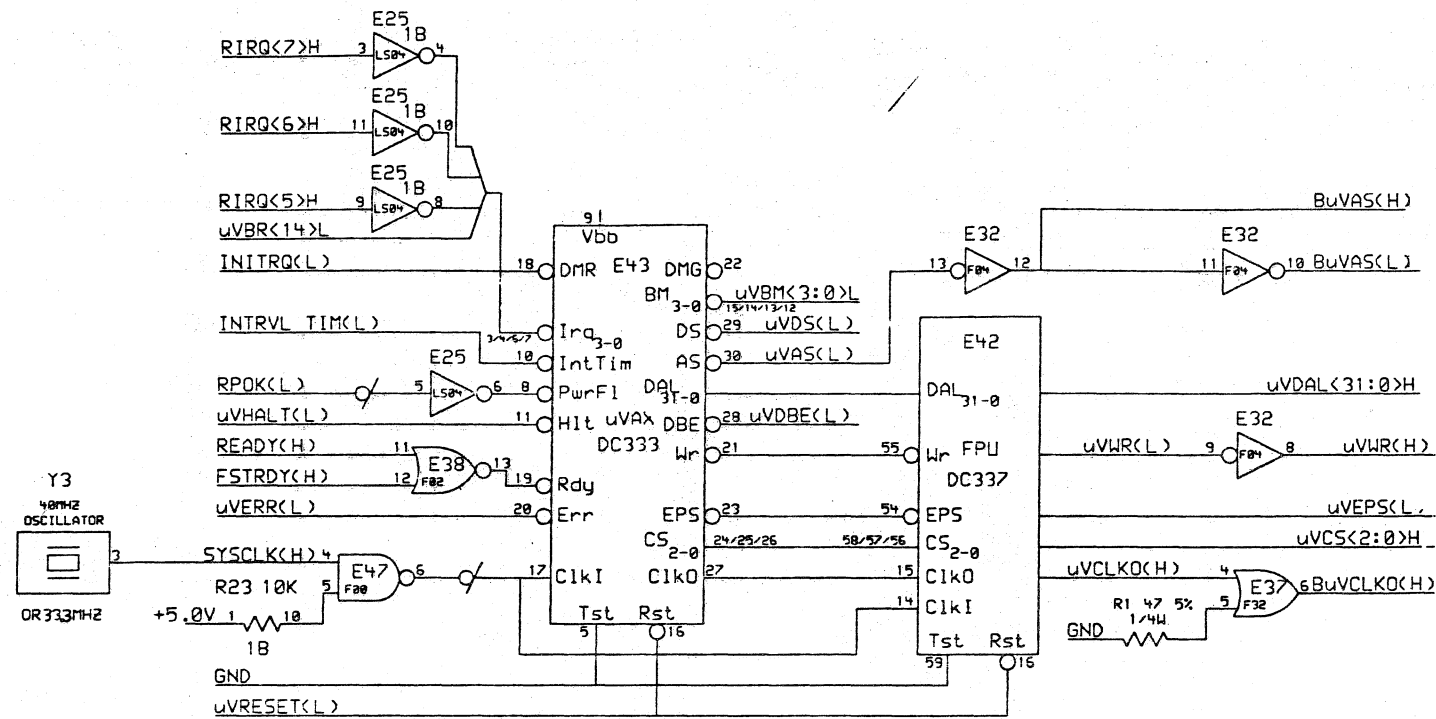 E25
1B
RIRQ<7>H 3 LS04 4
E25
1B
RIRQ<6>H 11 LS04 10
E25
1B
RIRQ<5>H 9 LS04 8
uVBR<14>L
BuVAS(H)
91
Vbb
E32
E32
INITRQ(L) 18 DMR E43 DMG 22
13 F04 12
11 F04 10 BuVAS(L)
BM3-0 uVBM<3:0>L
15/14/13/12
INTRVL TIM(L)
3/4/6/7 Irq3-0
DS 29 uVDS(L)
E42
10 IntTim
AS 30 uVAS(L)
E25
RPOK(L) 5 LS04 6 8 PwrFl
DAL31-0
DAL31-0
uVDAL<31:0>H
uVHALT(L) 11 Hlt uVAX DBE 28 uVDBE(L)
DC333
E32
READY(H) 11
E38
13
Wr 21
55 Wr FPU
uVWR(L) 9 F04 8 uVWR(H)
FSTRDY(H) 12 F02
19 Rdy
DC337
Y3
40MHZ
OSCILLATOR
uVERR(L) 20 Err
EPS 23
54 EPS
uVEPS(L,
CS2-0 24/25/26
58/57/56 CS2-0
uVCS<2:0>H
3 SYSCLK(H) 4
E47
F00
6
17 ClkI
ClkO 27
15 ClkO
uVCLKO(H) 4
E37
F32
6 BuVCLKO(H)
R23 10K
5
14 ClkI
R1 47 5%
1/4W
5
OR33.3MHZ
+5.0V 1 10
1B
Tst Rst
5 16
GND
Tst Rst
59 16
GND
uVRESET(L)